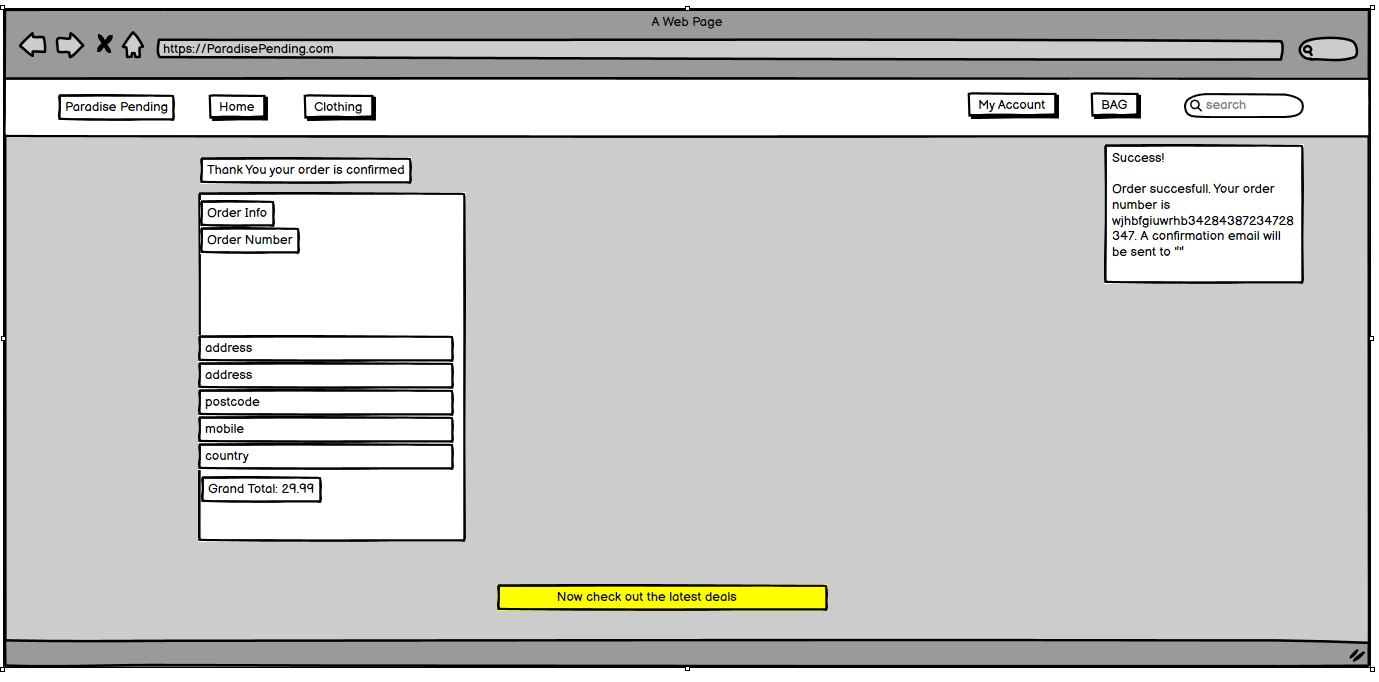 A Web Page
https://ParadisePending.com
Paradise Pending
Home
Clothing
My Account
BAG
search
Thank You your order is confirmed
Order Info
Order Number
address
address
postcode
mobile
country
Grand Total: 29.99
Success!
Order succesfull. Your order
number is
wjhbfgiuwrhb34284387234728
347. A confirmation email will
be sent to ""
Now check out the latest deals